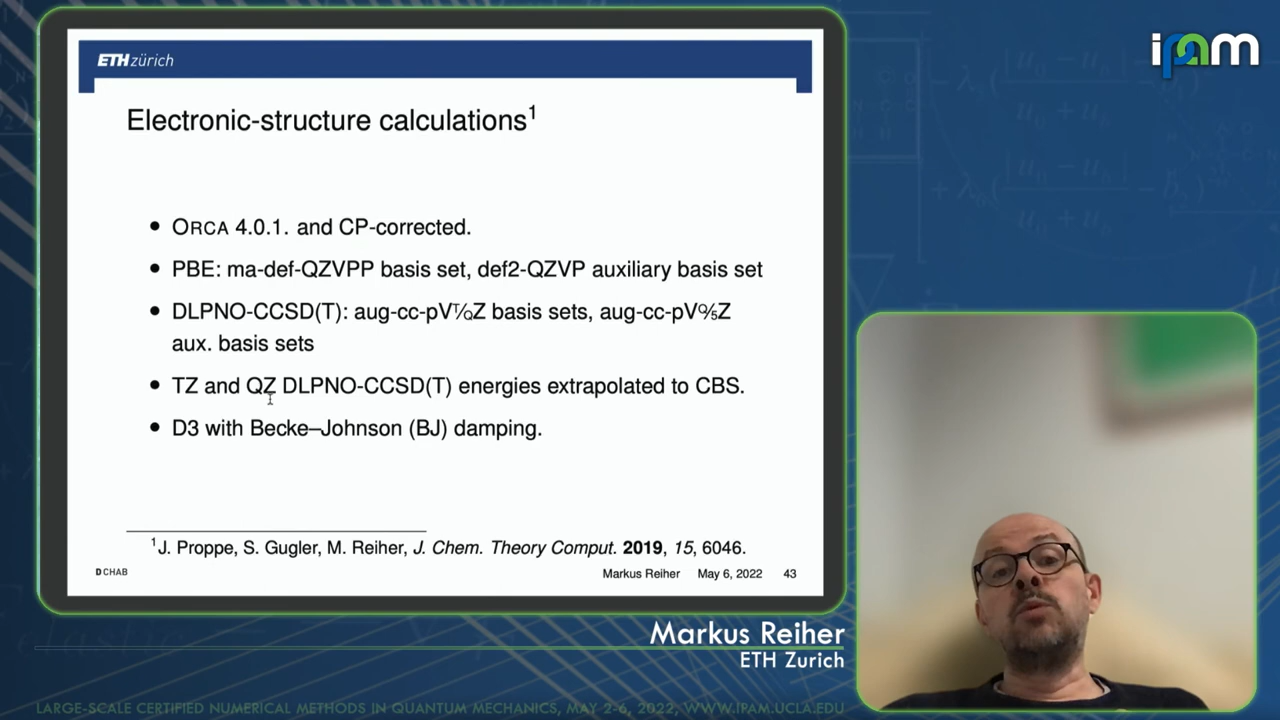 ETH zürich
ipam
Electronic-structure calculations¹
• ORCA 4.0.1. and CP-corrected.
• PBE: ma-def-QZVPP basis set, def2-QZVP auxiliary basis set
• DLPNO-CCSD(T): aug-cc-pVT/QZ basis sets, aug-cc-pVQ/5Z
aux. basis sets
• TZ and QZ DLPNO-CCSD(T) energies extrapolated to CBS.
• D3 with Becke–Johnson (BJ) damping.
¹J. Proppe, S. Gugler, M. Reiher, J. Chem. Theory Comput. 2019, 15, 6046.
D CHAB
Markus Reiher May 6, 2022 43
Markus Reiher
ETH Zurich
LARGE-SCALE CERTIFIED NUMERICAL METHODS IN QUANTUM MECHANICS, MAY 2-6, 2022, WWW.IPAM.UCLA.EDU